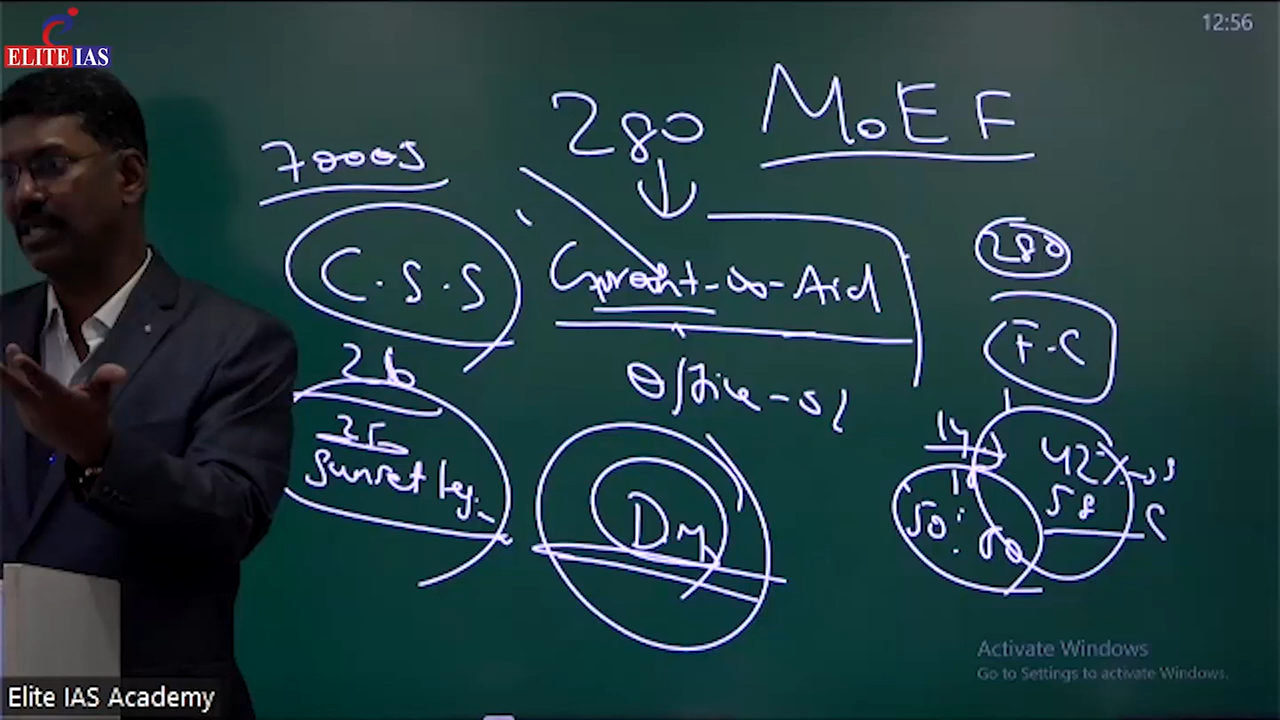 12:56
ELITE IAS
280 MoEF
7000
C.S.S
Grant-in-Aid
26
25
Sunset
DM
280
F.C
14
42
58
50:50
Activate Windows
Go to Settings to activate Windows.
Elite IAS Academy